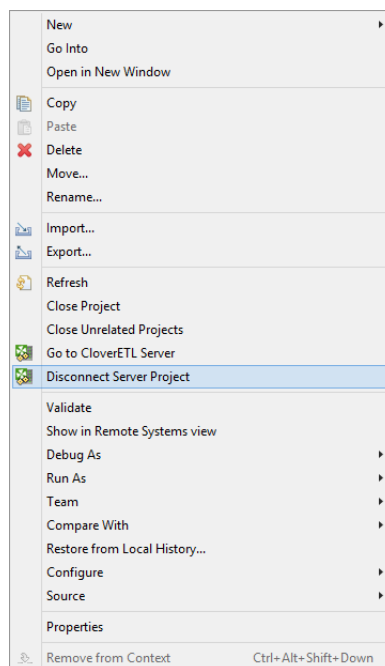 New
Go Into
Open in New Window
Copy
Paste
Delete
Move...
Rename...
Import...
Export...
Refresh
Close Project
Close Unrelated Projects
Go to CloverETL Server
Disconnect Server Project
Validate
Show in Remote Systems view
Debug As
Run As
Team
Compare With
Restore from Local History...
Configure
Source
Properties
Remove from Context Ctrl+Alt+Shift+Down